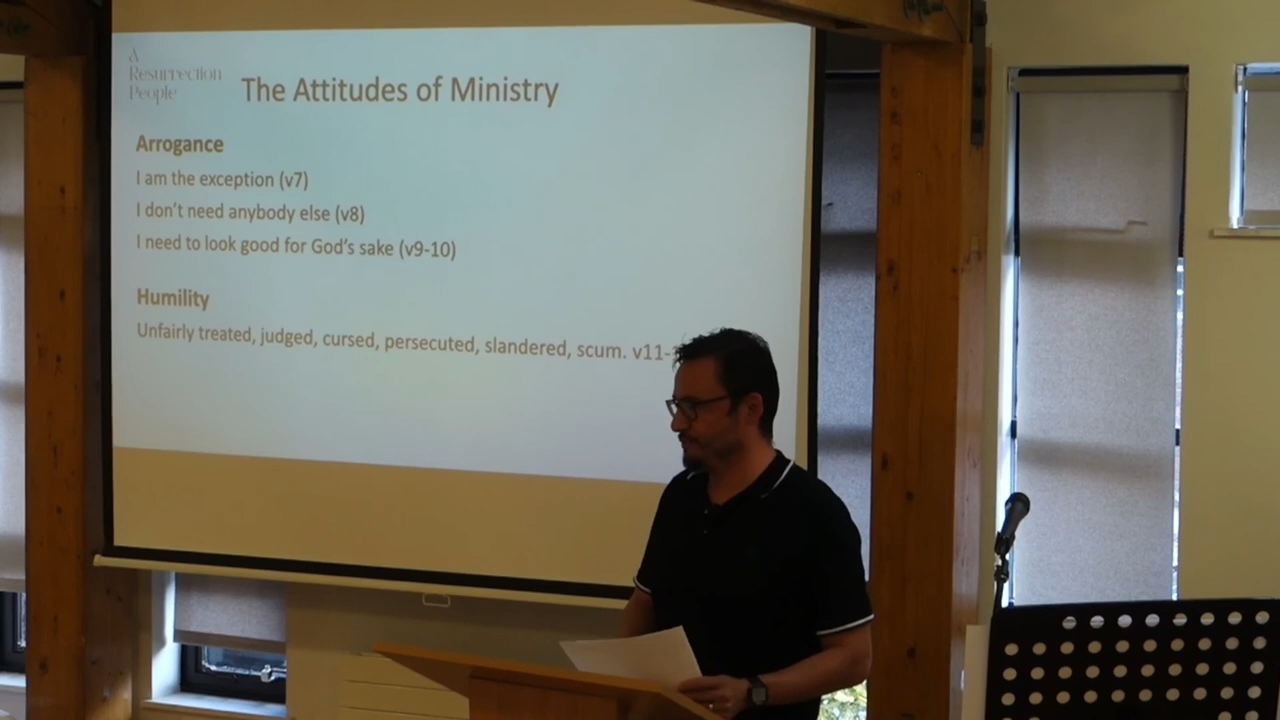 A
Resurrection
People
The Attitudes of Ministry
Arrogance
I am the exception (v7)
I don't need anybody else (v8)
I need to look good for God's sake (v9-10)
Humility
Unfairly treated, judged, cursed, persecuted, slandered, scum. v11-